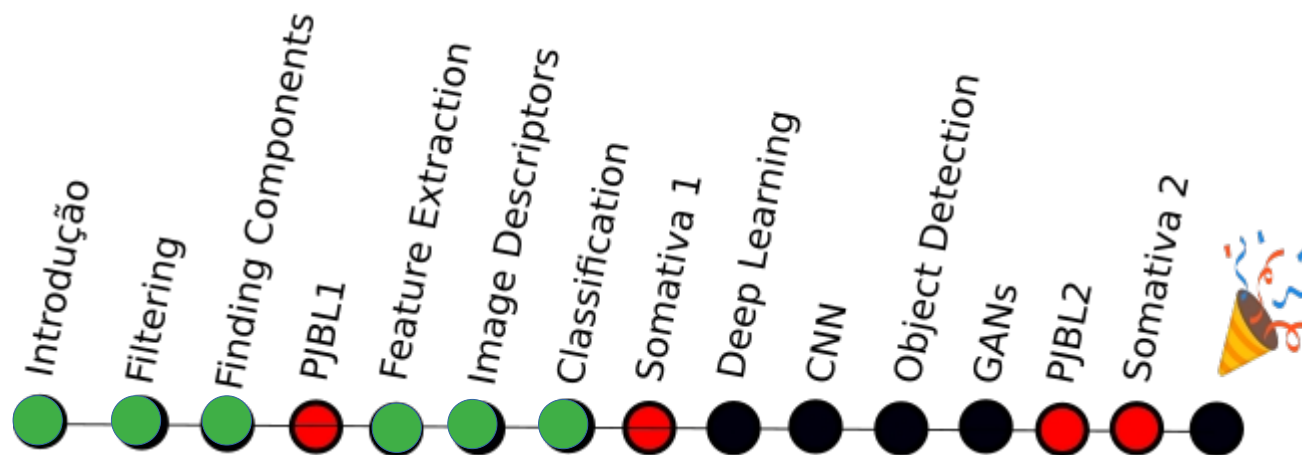 Introdução
Filtering
Finding Components
PJBL1
Feature Extraction
Image Descriptors
Classification
Somativa 1
Deep Learning
CNN
Object Detection
GANs
PJBL2
Somativa 2